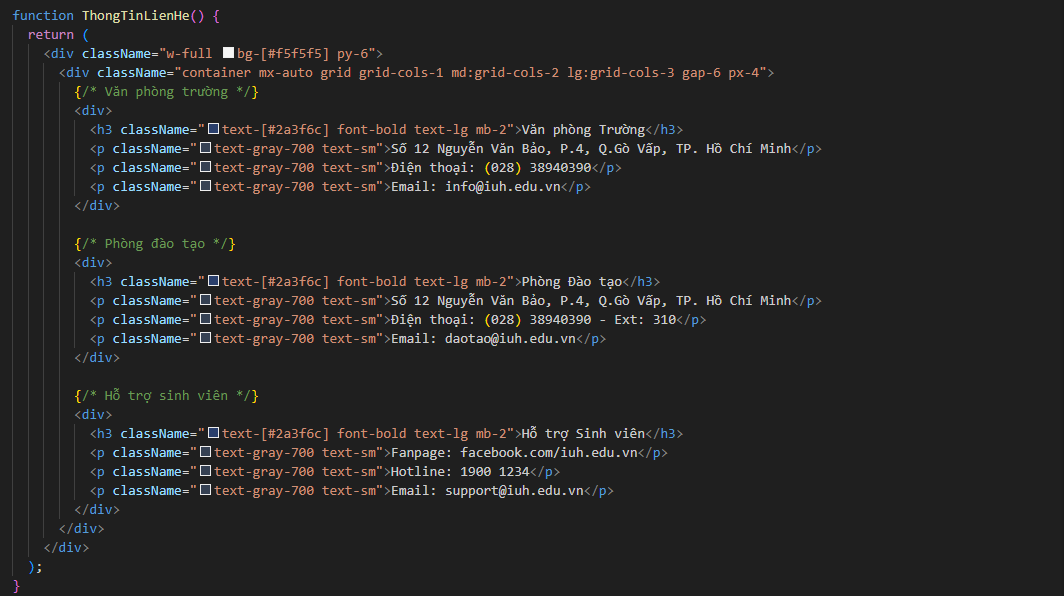 function ThongTinLienHe() {
  return (
    <div className="w-full bg-[#f5f5f5] py-6">
      <div className="container mx-auto grid grid-cols-1 md:grid-cols-2 lg:grid-cols-3 gap-6 px-4">
        {/* Văn phòng trường */}
        <div>
          <h3 className="text-[#2a3f6c] font-bold text-lg mb-2">Văn phòng Trường</h3>
          <p className="text-gray-700 text-sm">Số 12 Nguyễn Văn Bảo, P.4, Q.Gò Vấp, TP. Hồ Chí Minh</p>
          <p className="text-gray-700 text-sm">Điện thoại: (028) 38940390</p>
          <p className="text-gray-700 text-sm">Email: info@iuh.edu.vn</p>
        </div>

        {/* Phòng đào tạo */}
        <div>
          <h3 className="text-[#2a3f6c] font-bold text-lg mb-2">Phòng Đào tạo</h3>
          <p className="text-gray-700 text-sm">Số 12 Nguyễn Văn Bảo, P.4, Q.Gò Vấp, TP. Hồ Chí Minh</p>
          <p className="text-gray-700 text-sm">Điện thoại: (028) 38940390 - Ext: 310</p>
          <p className="text-gray-700 text-sm">Email: daotao@iuh.edu.vn</p>
        </div>

        {/* Hỗ trợ sinh viên */}
        <div>
          <h3 className="text-[#2a3f6c] font-bold text-lg mb-2">Hỗ trợ Sinh viên</h3>
          <p className="text-gray-700 text-sm">Fanpage: facebook.com/iuh.edu.vn</p>
          <p className="text-gray-700 text-sm">Hotline: 1900 1234</p>
          <p className="text-gray-700 text-sm">Email: support@iuh.edu.vn</p>
        </div>
      </div>
    </div>
  );
}